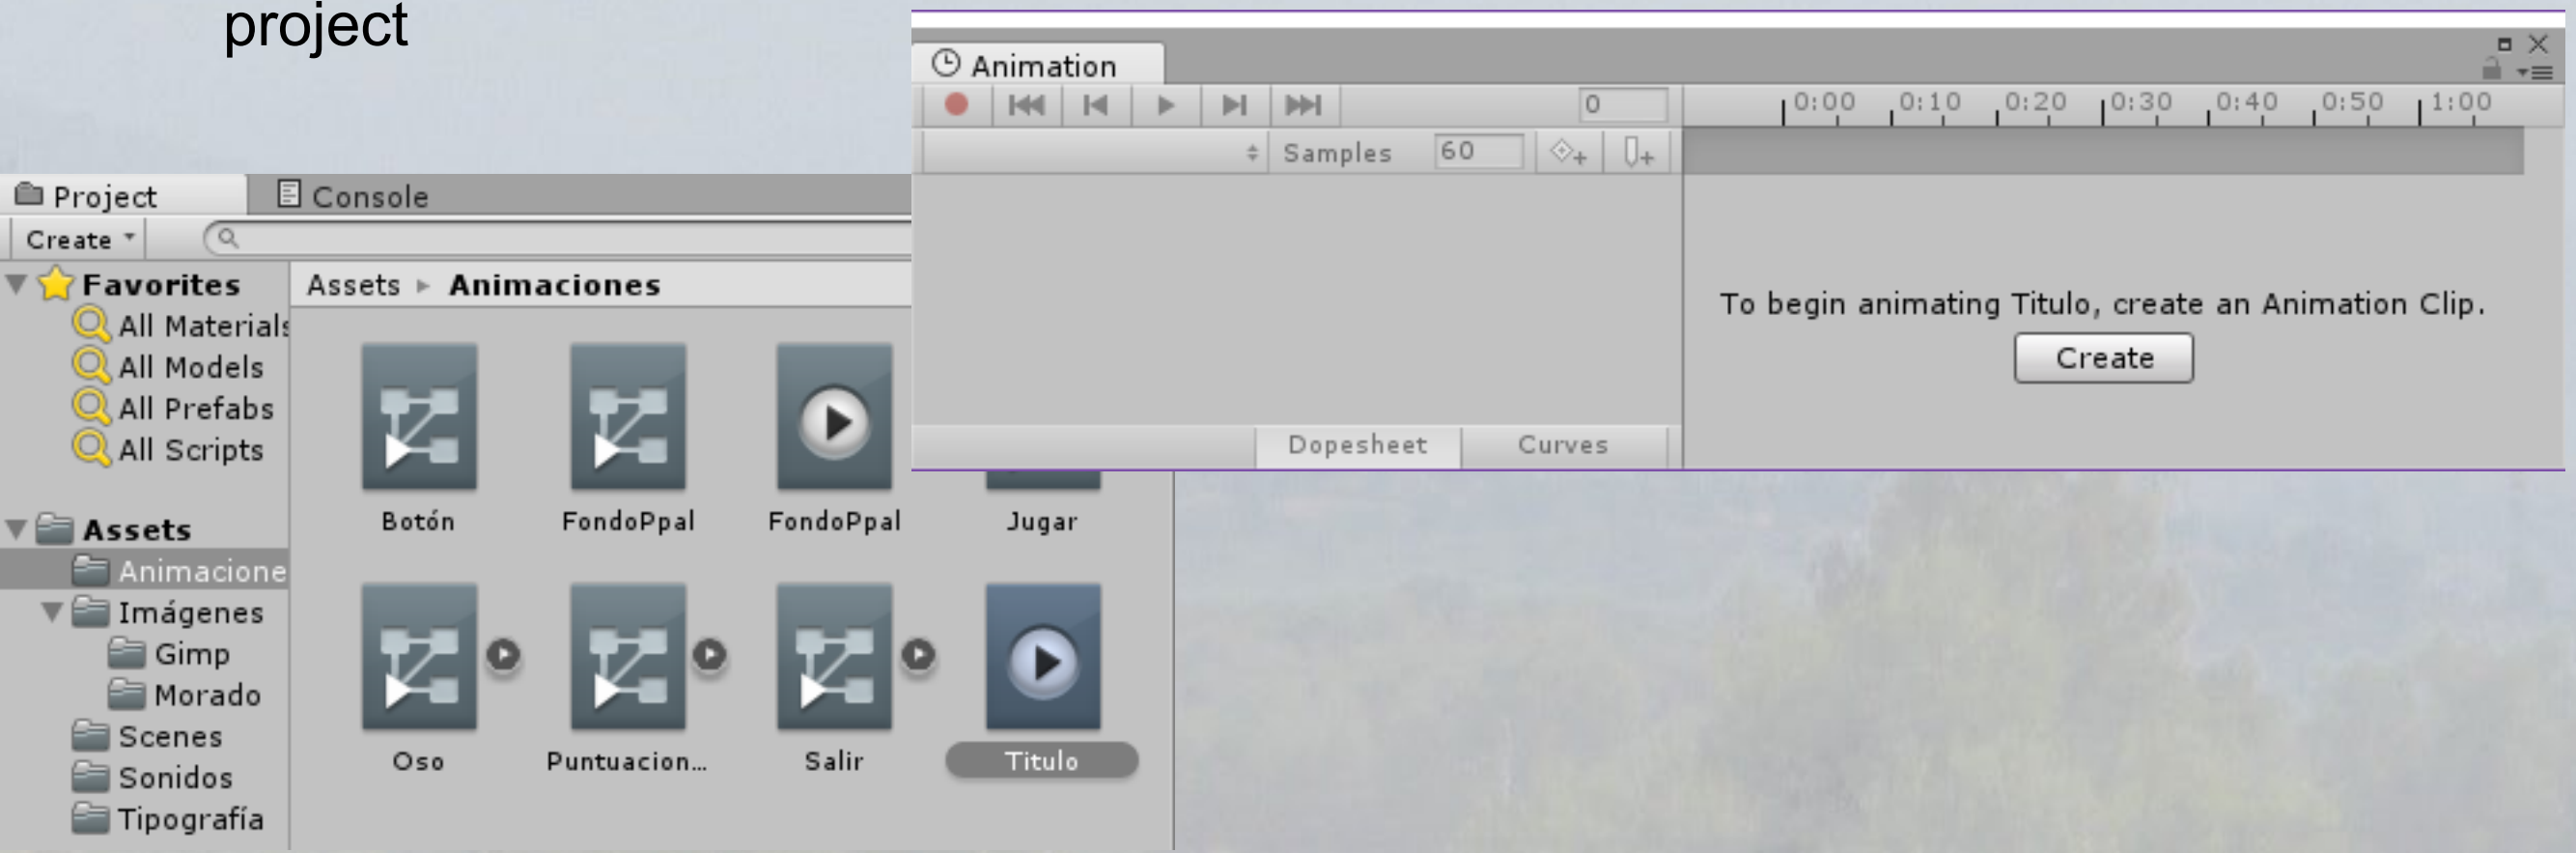 project
Animation
0
0:00 0:10 0:20 0:30 0:40 0:50 1:00
Samples 60
To begin animating Titulo, create an Animation Clip.
Create
Dopesheet Curves
Project Console
Create
Favorites
All Materials
All Models
All Prefabs
All Scripts
Assets
Animacione
Imágenes
Gimp
Morado
Scenes
Sonidos
Tipografía
Assets Animaciones
Botón FondoPpal FondoPpal Jugar
Oso Puntuacion... Salir Titulo